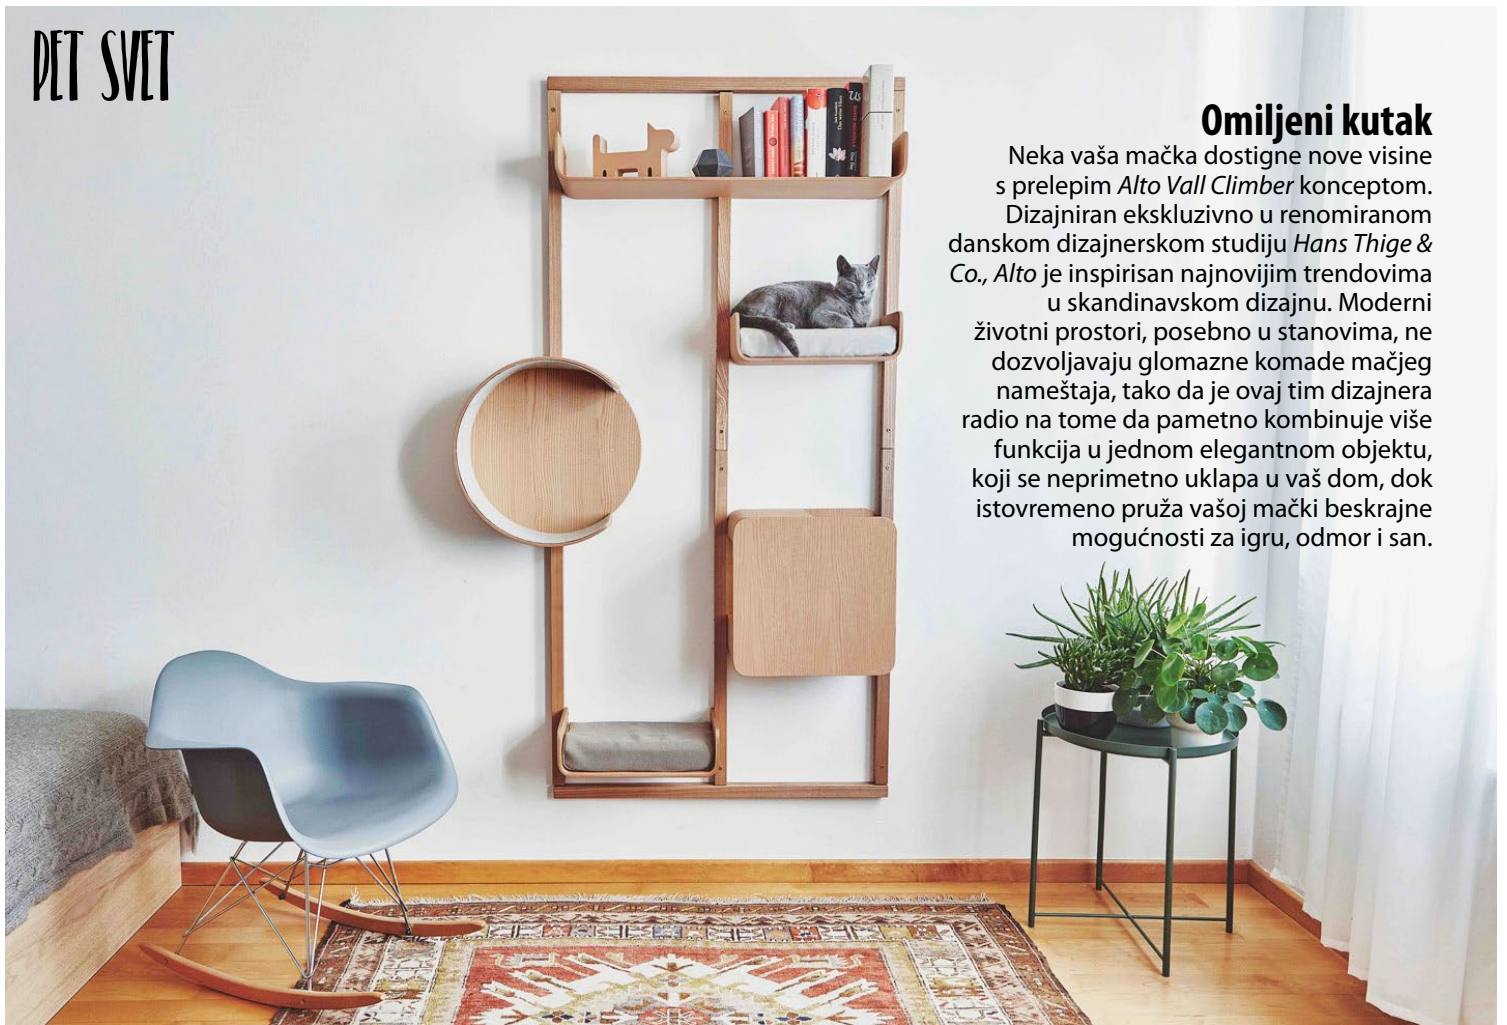 PET SVET
Omiljeni kutak
Neka vaša mačka dostigne nove visine
s prelepim Alto Vall Climber konceptom.
Dizajniran ekskluzivno u renomiranom
danskom dizajnerskom studiju Hans Thige &
Co., Alto je inspirisan najnovijim trendovima
u skandinavskom dizajnu. Moderni
životni prostori, posebno u stanovima, ne
dozvoljavaju glomazne komade mačjeg
nameštaja, tako da je ovaj tim dizajnera
radio na tome da pametno kombinuje više
funkcija u jednom elegantnom objektu,
koji se neprimetno uklapa u vaš dom, dok
istovremeno pruža vašoj mački beskrajne
mogućnosti za igru, odmor i san.